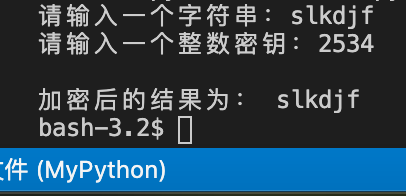 请输入一个字符串：slkdjf
请输入一个整数密钥：2534
加密后的结果为： slkdjf
bash-3.2$
文件 (MyPython)